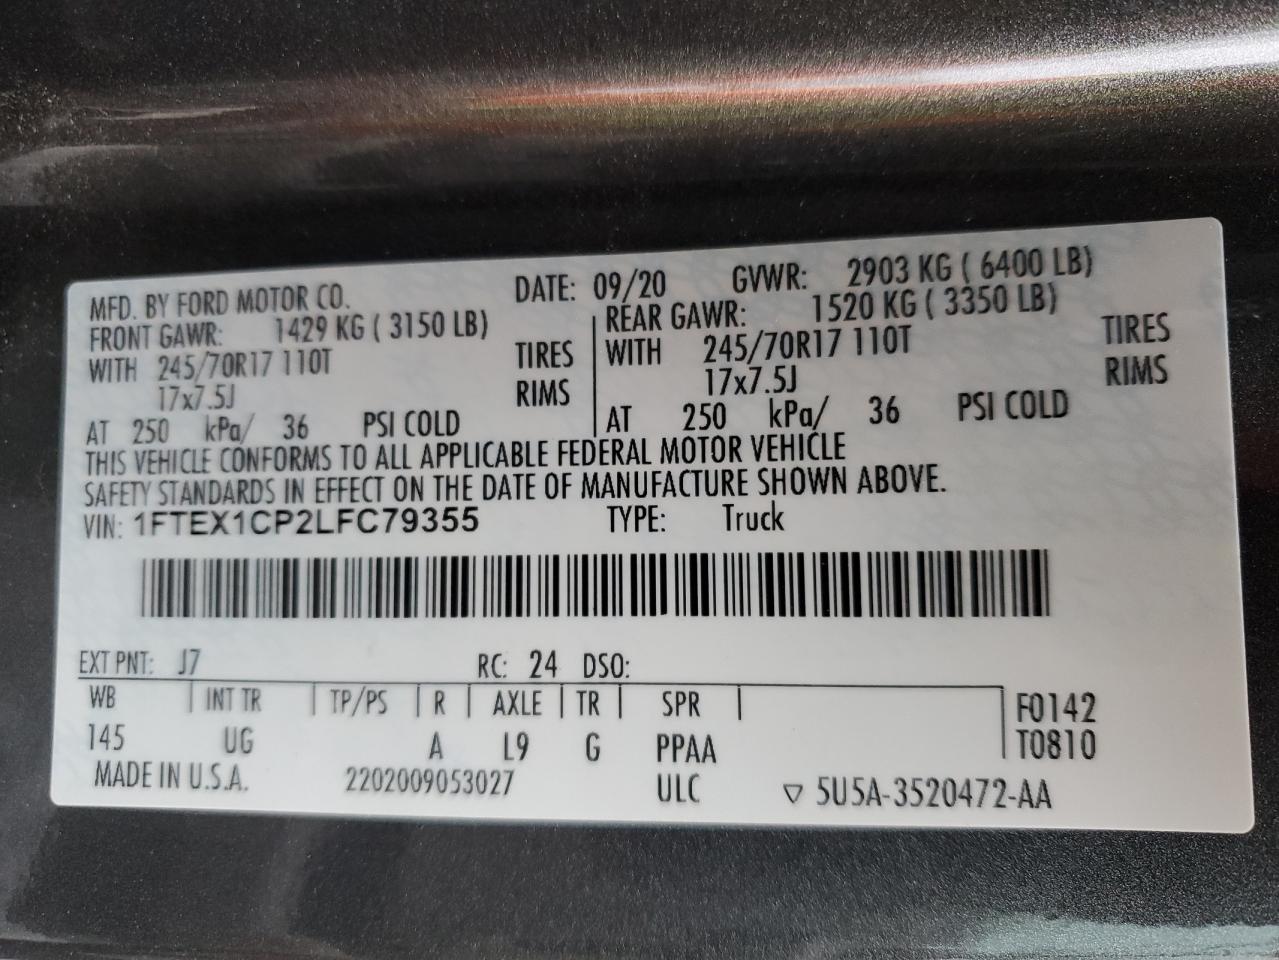 MFD. BY FORD MOTOR CO. DATE: 09/20 GVWR: 2903 KG ( 6400 LB)
FRONT GAWR: 1429 KG ( 3150 LB) REAR GAWR: 1520 KG ( 3350 LB)
WITH 245/70R17 110T TIRES WITH 245/70R17 110T TIRES
17x7.5J RIMS 17x7.5J RIMS
AT 250 kPa/ 36 PSI COLD AT 250 kPa/ 36 PSI COLD
THIS VEHICLE CONFORMS TO ALL APPLICABLE FEDERAL MOTOR VEHICLE
SAFETY STANDARDS IN EFFECT ON THE DATE OF MANUFACTURE SHOWN ABOVE.
VIN: 1FTEX1CP2LFC79355 TYPE: Truck
EXT PNT: J7 RC: 24 DSO:
WB INT TR TP/PS R AXLE TR SPR F0142
145 UG A L9 G PPAA T0810
MADE IN U.S.A. 2202009053027 ULC ▽ 5U5A-3520472-AA